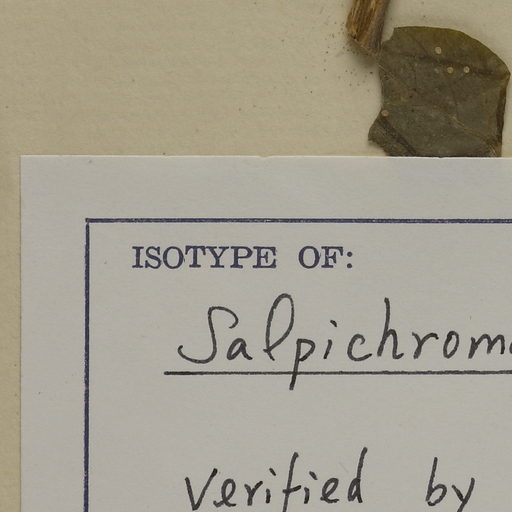 ISOTYPE OF:
Salpichrom
Verified by